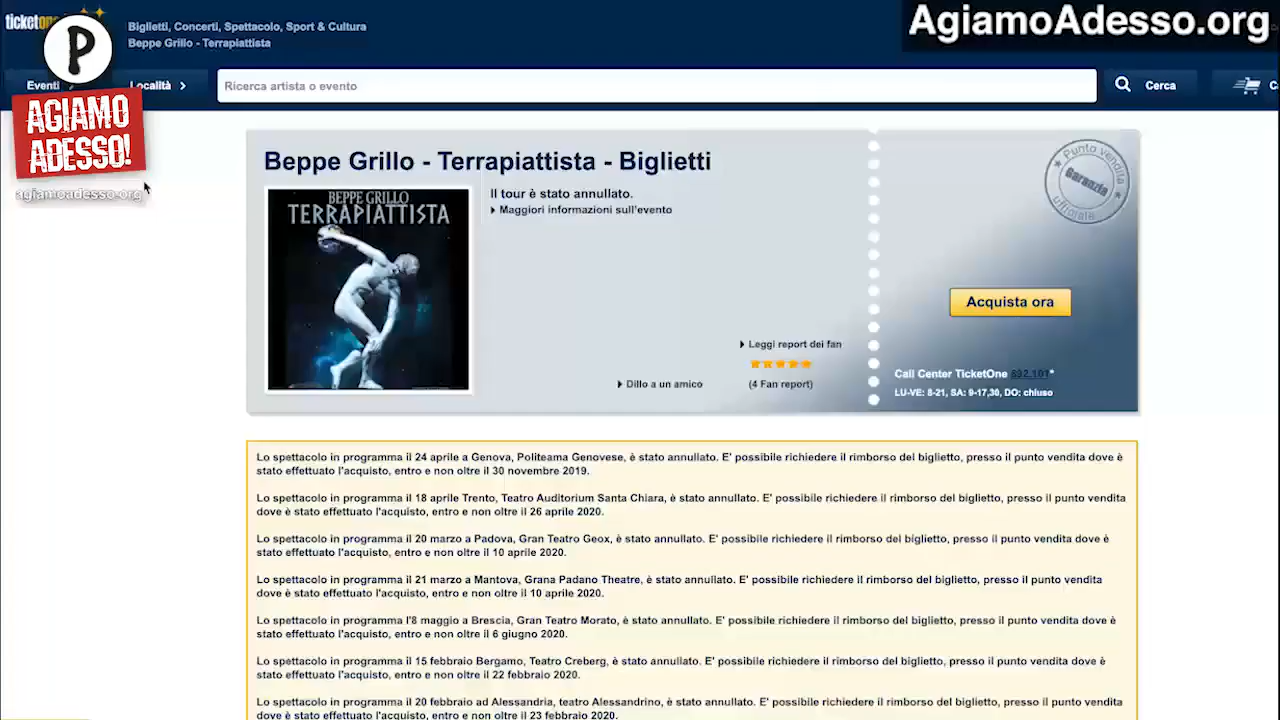 AgiamoAdesso.org
Biglietti, Concerti, Spettacolo, Sport & Cultura
Beppe Grillo - Terrapiattista
P
Eventi
Località
Ricerca artista o evento
Cerca
AGIAMO
ADESSO!
agiamoadesso.org
Beppe Grillo - Terrapiattista - Biglietti
BEPPE GRILLO
TERRAPIATTISTA
Il tour è stato annullato.
Maggiori informazioni sull'evento
Punto vendita
Garanzia
ufficiale
Acquista ora
Leggi report dei fan
Dillo a un amico
(4 Fan report)
Call Center TicketOne 892.101*
LU-VE: 8-21, SA: 9-17,30, DO: chiuso
Lo spettacolo in programma il 24 aprile a Genova, Politeama Genovese, è stato annullato. E' possibile richiedere il rimborso del biglietto, presso il punto vendita dove è
stato effettuato l'acquisto, entro e non oltre il 30 novembre 2019.
Lo spettacolo in programma il 18 aprile Trento, Teatro Auditorium Santa Chiara, è stato annullato. E' possibile richiedere il rimborso del biglietto, presso il punto vendita
dove è stato effettuato l'acquisto, entro e non oltre il 26 aprile 2020.
Lo spettacolo in programma il 20 marzo a Padova, Gran Teatro Geox, è stato annullato. E' possibile richiedere il rimborso del biglietto, presso il punto vendita dove è
stato effettuato l'acquisto, entro e non oltre il 10 aprile 2020.
Lo spettacolo in programma il 21 marzo a Mantova, Grana Padano Theatre, è stato annullato. E' possibile richiedere il rimborso del biglietto, presso il punto vendita
dove è stato effettuato l'acquisto, entro e non oltre il 10 aprile 2020.
Lo spettacolo in programma l'8 maggio a Brescia, Gran Teatro Morato, è stato annullato. E' possibile richiedere il rimborso del biglietto, presso il punto vendita dove è
stato effettuato l'acquisto, entro e non oltre il 6 giugno 2020.
Lo spettacolo in programma il 15 febbraio Bergamo, Teatro Creberg, è stato annullato. E' possibile richiedere il rimborso del biglietto, presso il punto vendita dove è
stato effettuato l'acquisto, entro e non oltre il 22 febbraio 2020.
Lo spettacolo in programma il 20 febbraio ad Alessandria, teatro Alessandrino, è stato annullato. E' possibile richiedere il rimborso del biglietto, presso il punto vendita
dove è stato effettuato l'acquisto, entro e non oltre il 23 febbraio 2020.